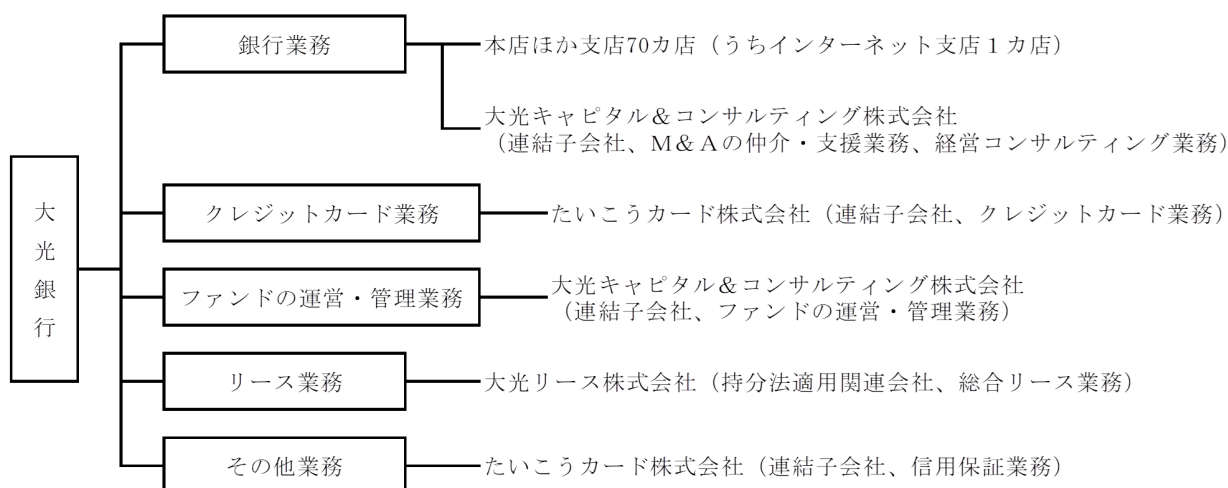 大光銀行
銀行業務
本店ほか支店70カ店（うちインターネット支店１カ店）
大光キャピタル＆コンサルティング株式会社
（連結子会社、Ｍ＆Ａの仲介・支援業務、経営コンサルティング業務）
クレジットカード業務
たいこうカード株式会社（連結子会社、クレジットカード業務）
ファンドの運営・管理業務
大光キャピタル＆コンサルティング株式会社
（連結子会社、ファンドの運営・管理業務）
リース業務
大光リース株式会社（持分法適用関連会社、総合リース業務）
その他業務
たいこうカード株式会社（連結子会社、信用保証業務）